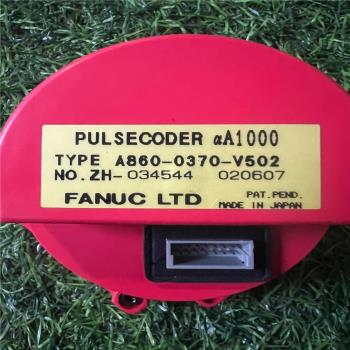 PULSECODER αA1000
TYPE A860-0370-V502
NO.ZH-034544 020607
FANUC LTD PAT.PEND.
MADE IN JAPAN